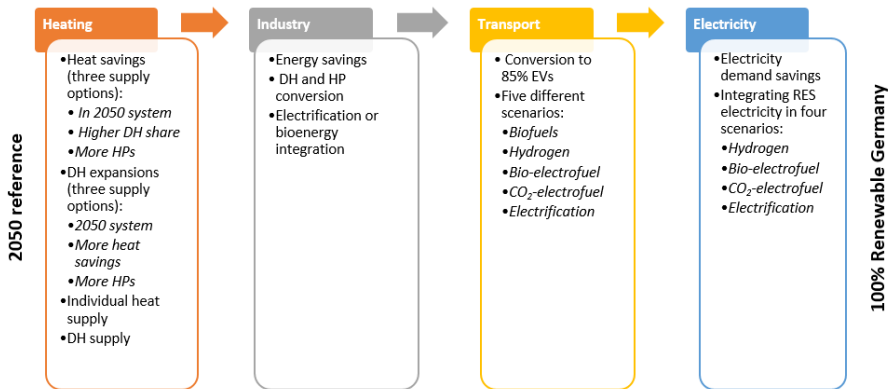 2050 reference
Heating
•Heat savings
(three supply
options):
•In 2050 system
•Higher DH share
•More HPs
•DH expansions
(three supply
options):
•2050 system
•More heat
savings
•More HPs
•Individual heat
supply
•DH supply
Industry
•Energy savings
•DH and HP
conversion
•Electrification or
bioenergy
integration
Transport
•Conversion to
85% EVs
•Five different
scenarios:
•Biofuels
•Hydrogen
•Bio-electrofuel
•CO₂-electrofuel
•Electrification
Electricity
•Electricity
demand savings
•Integrating RES
electricity in four
scenarios:
•Hydrogen
•Bio-electrofuel
•CO₂-electrofuel
•Electrification
100% Renewable Germany